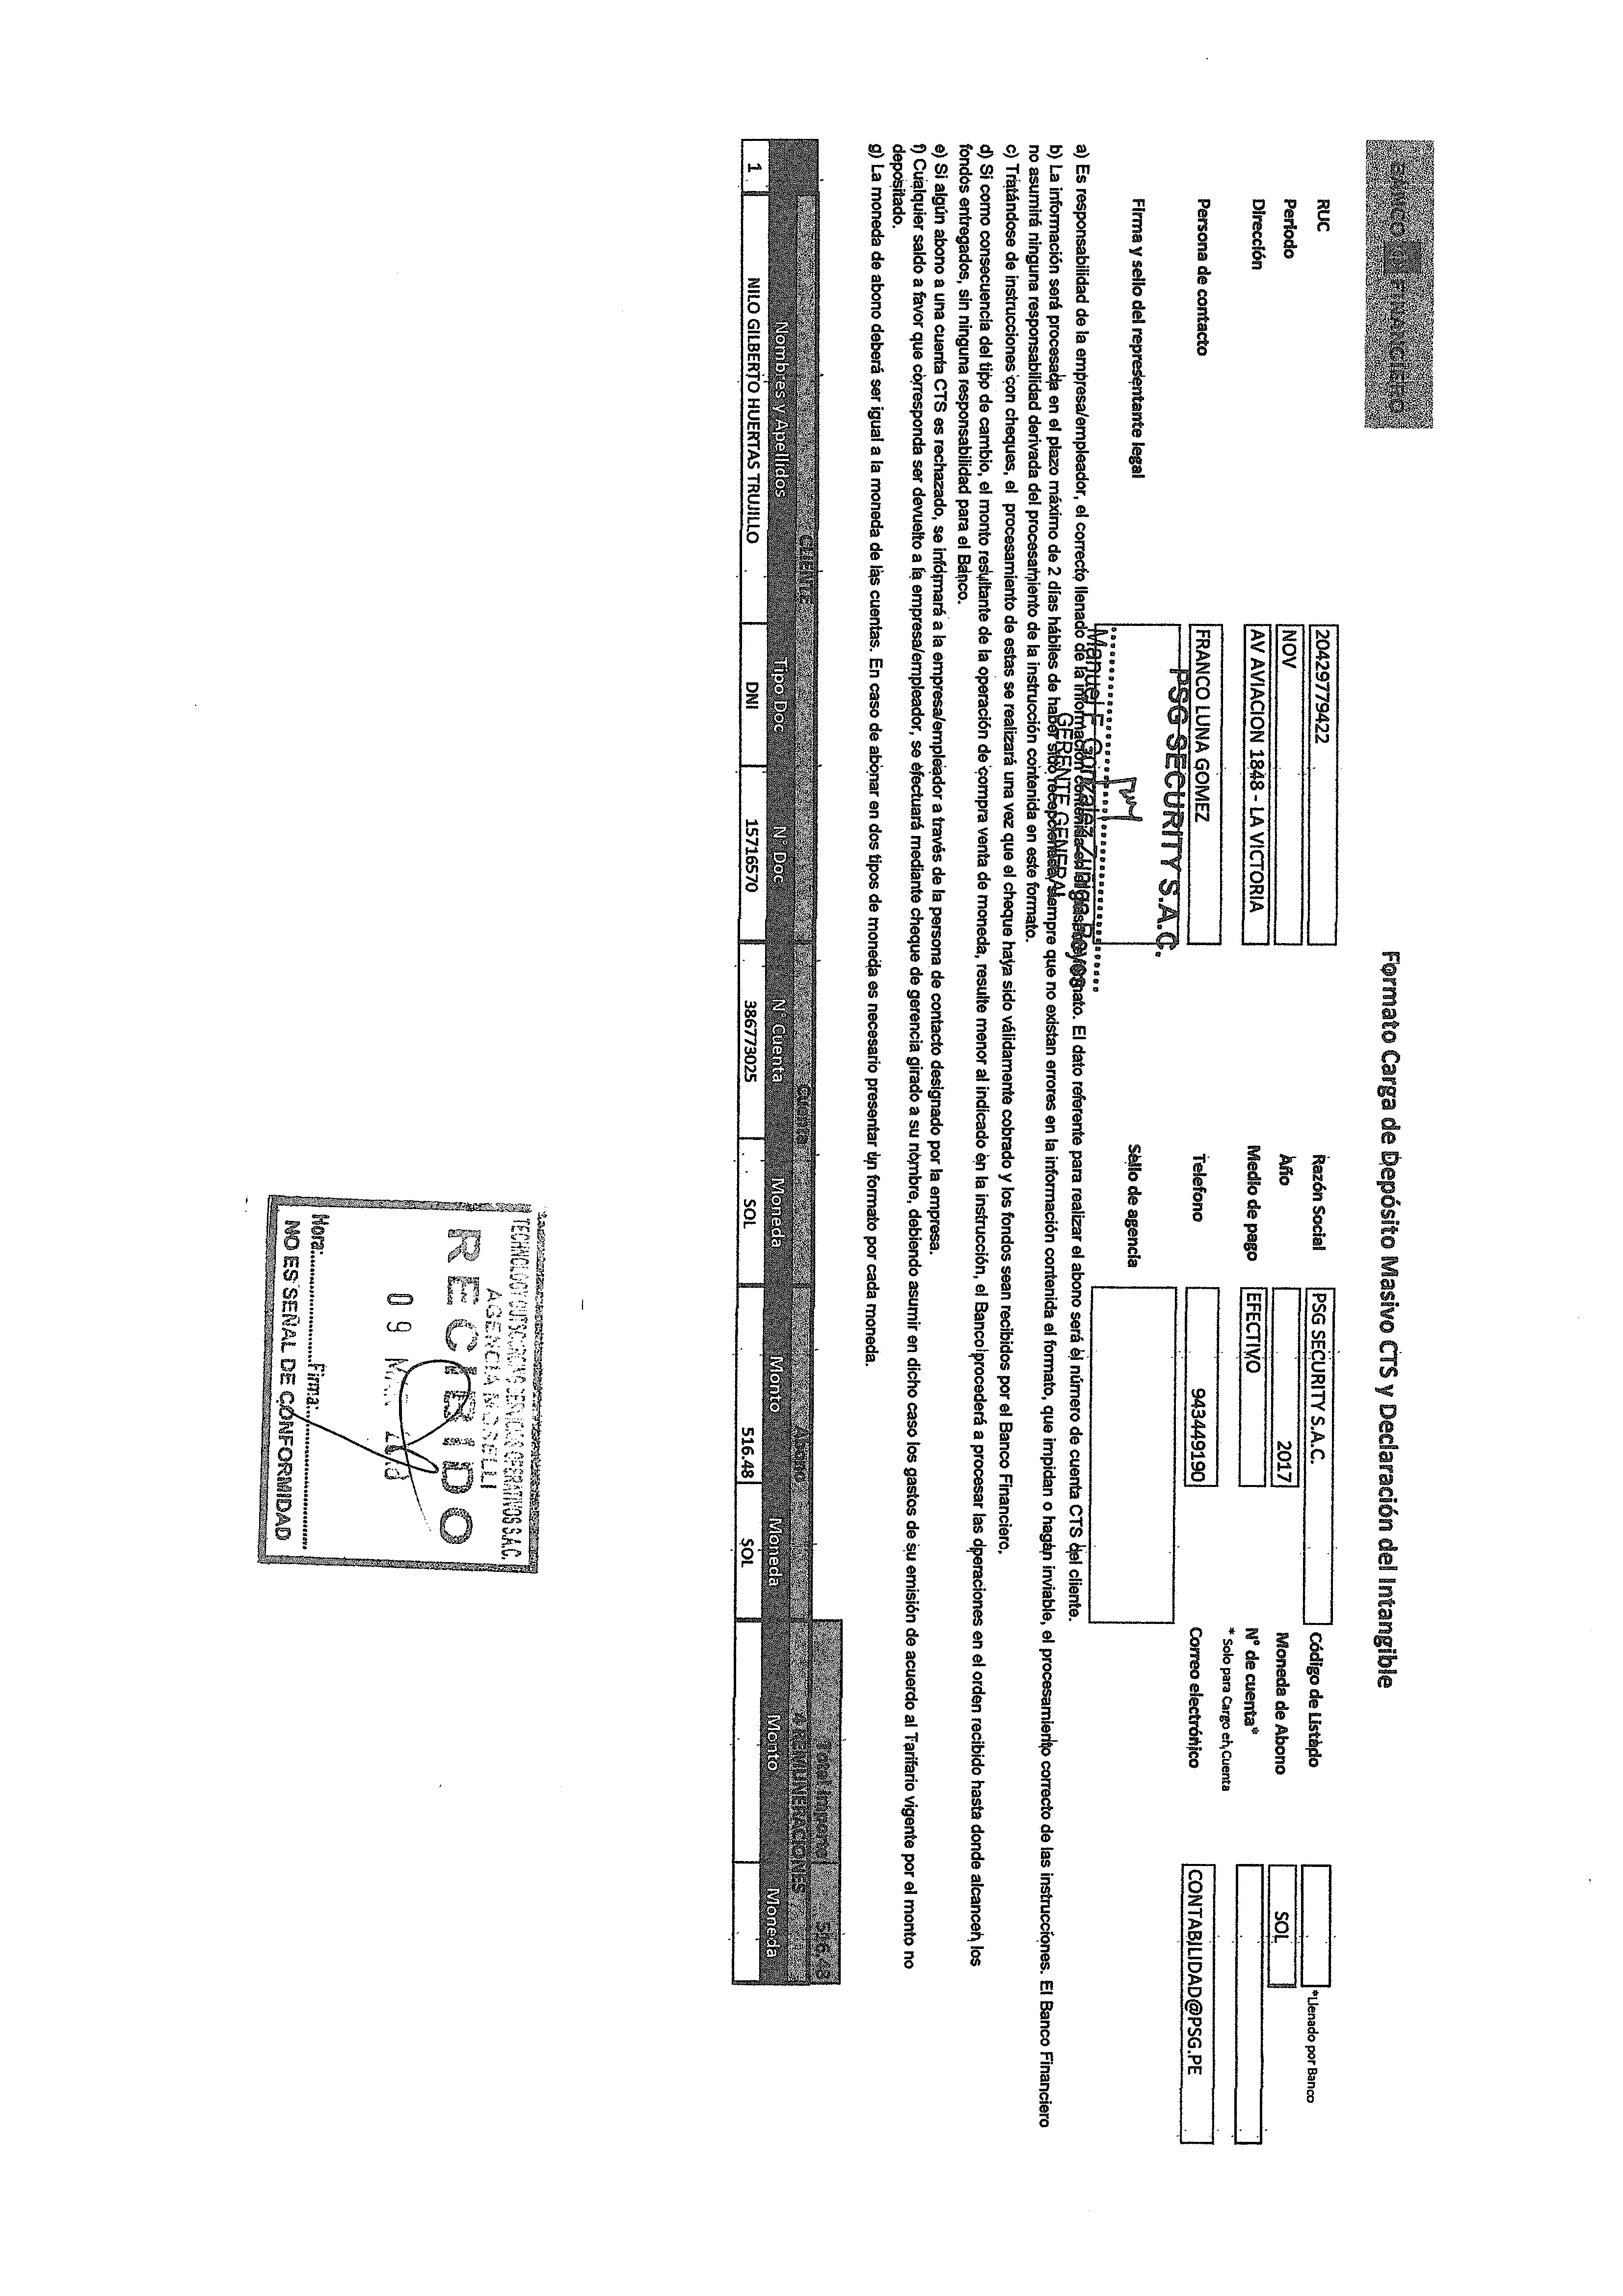 BANCO FINANCIERO
Formato Carga de Depósito Masivo CTS y Declaración del Intangible
RUC 20429779422 Razón Social PSG SECURITY S.A.C. Código de Listado *Llenado por Banco
Periodo NOV Año 2017 Moneda de Abono SOL
Dirección AV AVIACION 1848 - LA VICTORIA Medio de pago EFECTIVO N° de cuenta*
* Solo para Cargo en Cuenta
Persona de contacto FRANCO LUNA GOMEZ Telefono 943449190 Correo electrónico CONTABILIDAD@PSG.PE
Firma y sello del representante legal Sello de agencia
PSG SECURITY S.A.C.
Manuel F. Gonzalez Zuñiga Reyes
GERENTE GENERAL
a) Es responsabilidad de la empresa/empleador, el correcto llenado de la información contenida en el formato. El dato referente para realizar el abono será el número de cuenta CTS del cliente.
b) La información será procesada en el plazo máximo de 2 días hábiles de haber sido recepcionada, siempre que no existan errores en la información contenida el formato, que impidan o hagan inviable, el procesamiento correcto de las instrucciones. El Banco Financiero
no asumirá ninguna responsabilidad derivada del procesamiento de la instrucción contenida en este formato.
c) Tratándose de instrucciones con cheques, el procesamiento de estas se realizará una vez que el cheque haya sido válidamente cobrado y los fondos sean recibidos por el Banco Financiero.
d) Si como consecuencia del tipo de cambio, el monto resultante de la operación de compra venta de moneda, resulte menor al indicado en la instrucción, el Banco procederá a procesar las operaciones en el orden recibido hasta donde alcancen los
fondos entregados, sin ninguna responsabilidad para el Banco.
e) Si algún abono a una cuenta CTS es rechazado, se informará a la empresa/empleador a través de la persona de contacto designado por la empresa.
f) Cualquier saldo a favor que corresponda ser devuelto a la empresa/empleador, se efectuará mediante cheque de gerencia girado a su nombre, debiendo asumir en dicho caso los gastos de su emisión de acuerdo al Tarifario vigente por el monto no
depositado.
g) La moneda de abono deberá ser igual a la moneda de las cuentas. En caso de abonar en dos tipos de moneda es necesario presentar un formato por cada moneda.
Total Importe 516.48
CLIENTE Cuenta Abono 4 REMUNERACIONES
Nombres y Apellidos Tipo Doc N° Doc N° Cuenta Moneda Monto Moneda Monto Moneda
1 NILO GILBERTO HUERTAS TRUJILLO DNI 15716570 386773025 SOL 516.48 SOL
TECHNOLOGY OUTSOURCING SERVICIOS OPERATIVOS S.A.C.
AGENCIA
RECIBIDO
09
Hora: Firma:
NO ES SEÑAL DE CONFORMIDAD